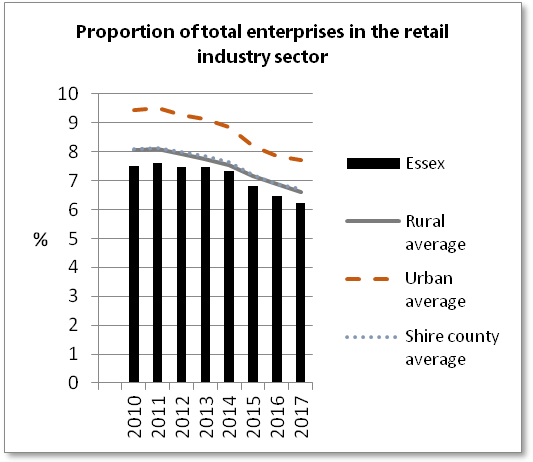 Proportion of total enterprises in the retail
industry sector
10
9
8
7
6
5
4
3
2
1
0
%
2010
2011
2012
2013
2014
2015
2016
2017
Essex
Rural
average
Urban
average
Shire county
average